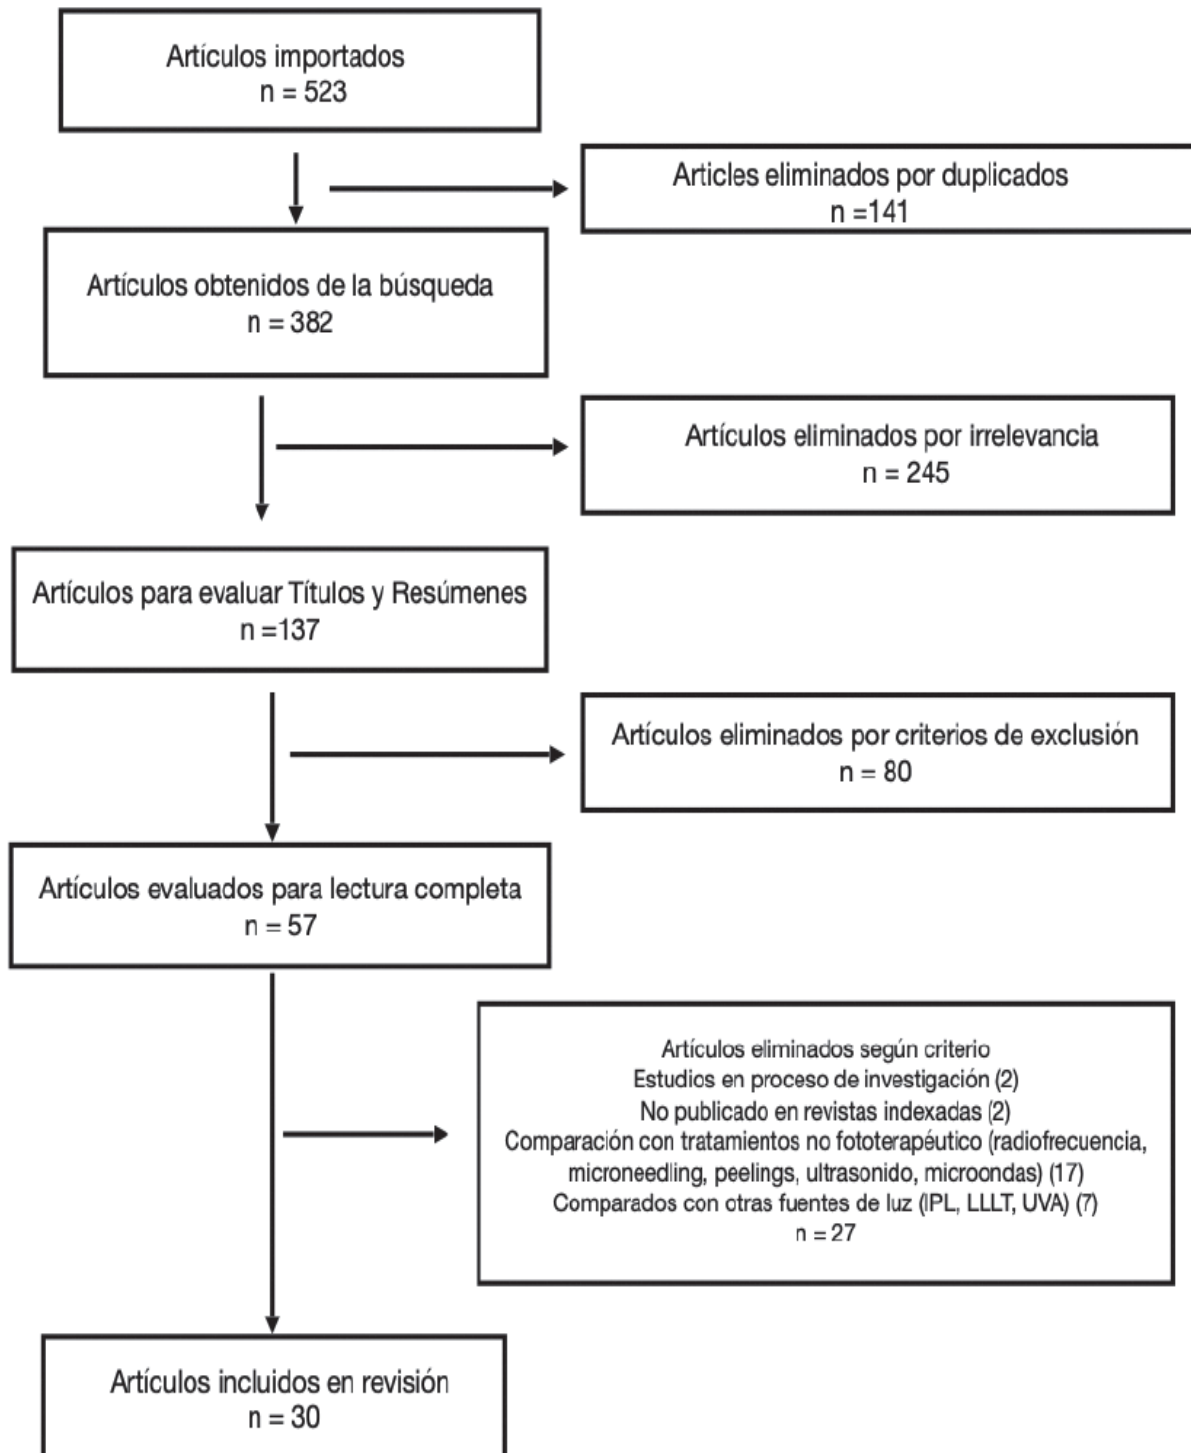 Artículos importados
n = 523
Articles eliminados por duplicados
n =141
Artículos obtenidos de la búsqueda
n = 382
Artículos eliminados por irrelevancia
n = 245
Artículos para evaluar Títulos y Resúmenes
n =137
Artículos eliminados por criterios de exclusión
n = 80
Artículos evaluados para lectura completa
n = 57
Artículos eliminados según criterio
Estudios en proceso de investigación (2)
No publicado en revistas indexadas (2)
Comparación con tratamientos no fototerapéutico (radiofrecuencia,
microneedling, peelings, ultrasonido, microondas) (17)
Comparados con otras fuentes de luz (IPL, LLLT, UVA) (7)
n = 27
Artículos incluidos en revisión
n = 30